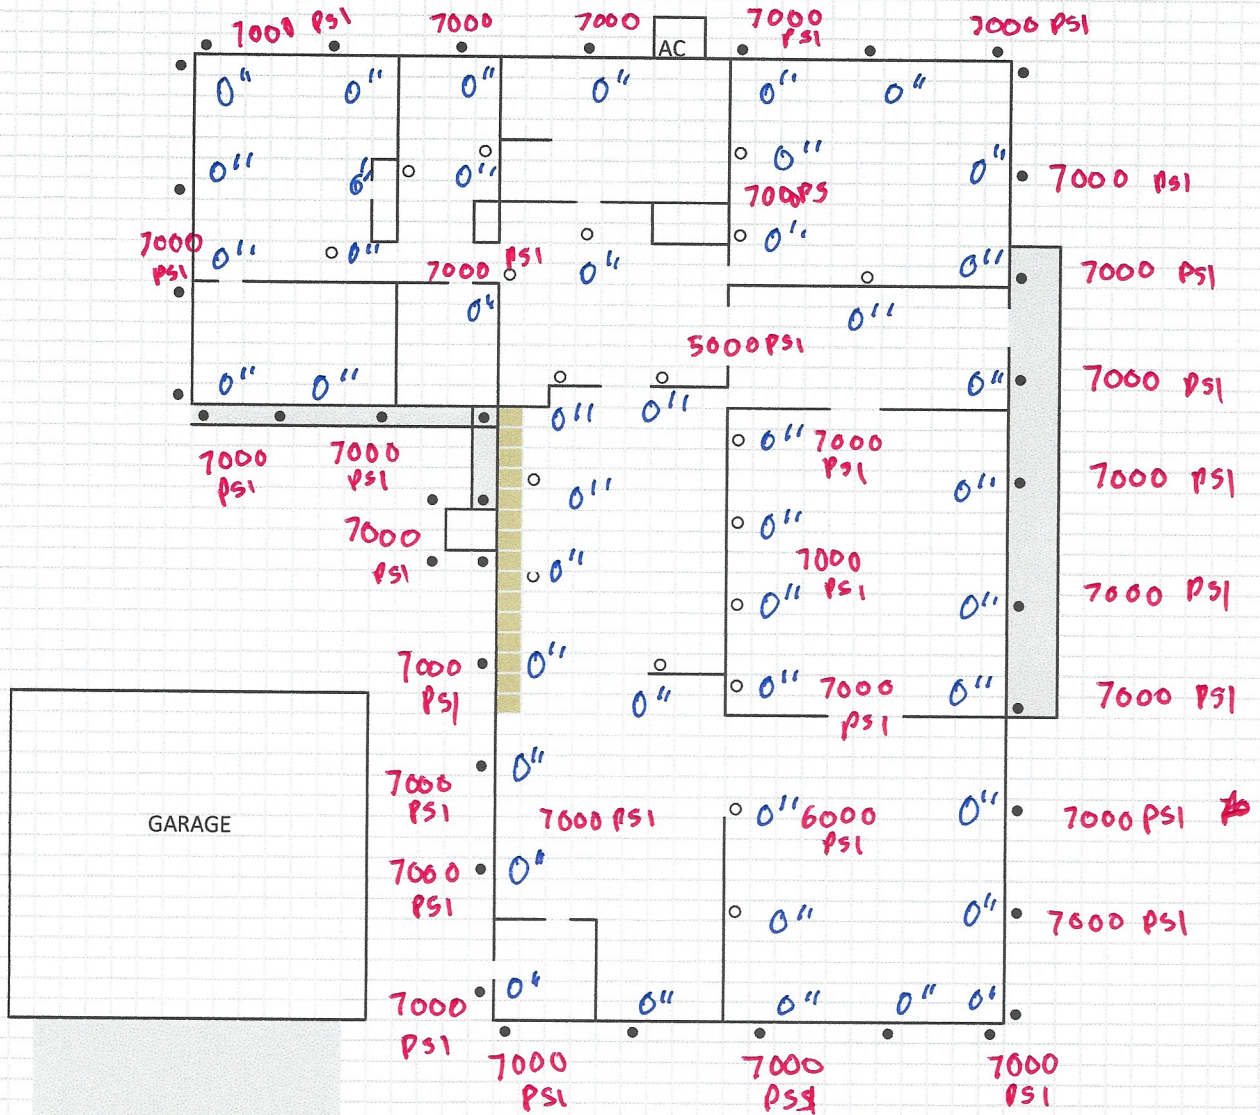 7000 PSI 7000 7000 7000 7000 PSI
PSI
AC
0" 0" 0" 0" 0" 0"
0" 0" 0" 0" 0" 7000 PSI
700PS
7000 PSI 0" 0"
PSI 0" 0" 7000 0" 0" 7000 PSI
0" 0"
5000PSI
0" 0" 0" 7000 PSI
0" 0"
7000 7000 0" 7000
PSI PSI PSI
0" 0" 7000 PSI
7000 0"
PSI 0" 7000
PSI
0" 0" 7000 PSI
7000 0"
PSI 0" 7000 0" 7000 PSI
0" PSI
0"
7000
PSI
GARAGE 7000 PSI 0" 6000 0" 7000 PSI
PSI
7000 0"
PSI 0" 0" 7000 PSI
7000 0" 0" 0" 0" 0"
PSI
7000 7000 7000
PSI PSI PSI